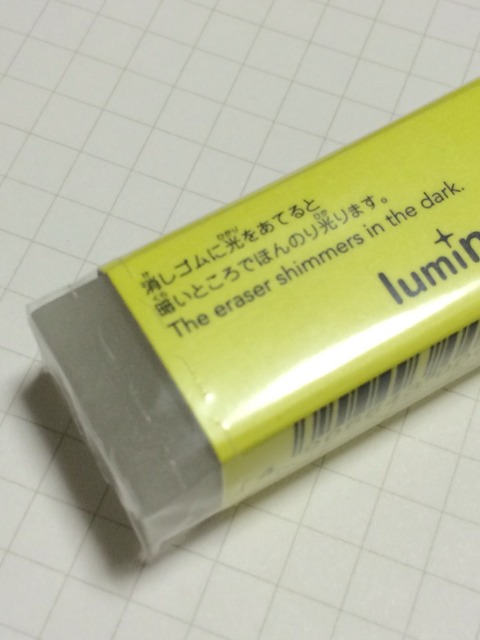 消しゴムに光をあてると
暗いところでほんのり光ります。
The eraser shimmers in the dark.